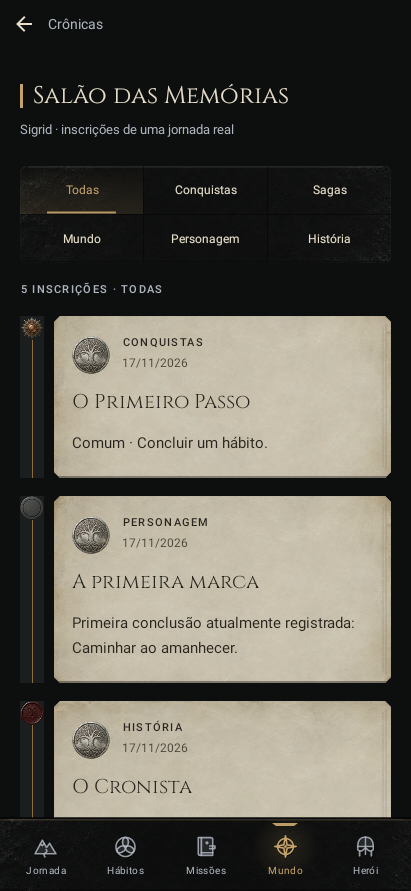 Crônicas
Salão das Memórias
Sigrid · inscrições de uma jornada real
Todas
Conquistas
Sagas
Mundo
Personagem
História
5 INSCRIÇÕES · TODAS
CONQUISTAS
17/11/2026
O Primeiro Passo
Comum · Concluir um hábito.
PERSONAGEM
17/11/2026
A primeira marca
Primeira conclusão atualmente registrada:
Caminhar ao amanhecer.
HISTÓRIA
17/11/2026
O Cronista
Jornada
Hábitos
Missões
Mundo
Herói